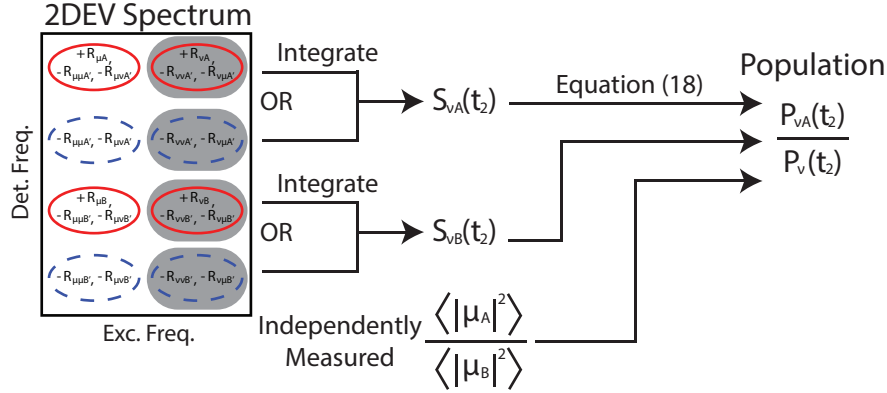 2DEV Spectrum
+R_μA,
-R_μμA', -R_μνA'
+R_νA,
-R_ννA', -R_νμA'
-R_μμA', -R_μνA'
-R_ννA', -R_νμA'
+R_μB,
-R_μμB', -R_μνB'
+R_νB,
-R_ννB', -R_νμB'
-R_μμB', -R_μνB'
-R_ννB', -R_νμB'
Det. Freq.
Exc. Freq.
Integrate
OR
S_νA(t₂)
Equation (18)
Integrate
OR
S_νB(t₂)
Independently
Measured
⟨|μ_A|²⟩
⟨|μ_B|²⟩
Population
P_νA(t₂)
P_ν(t₂)